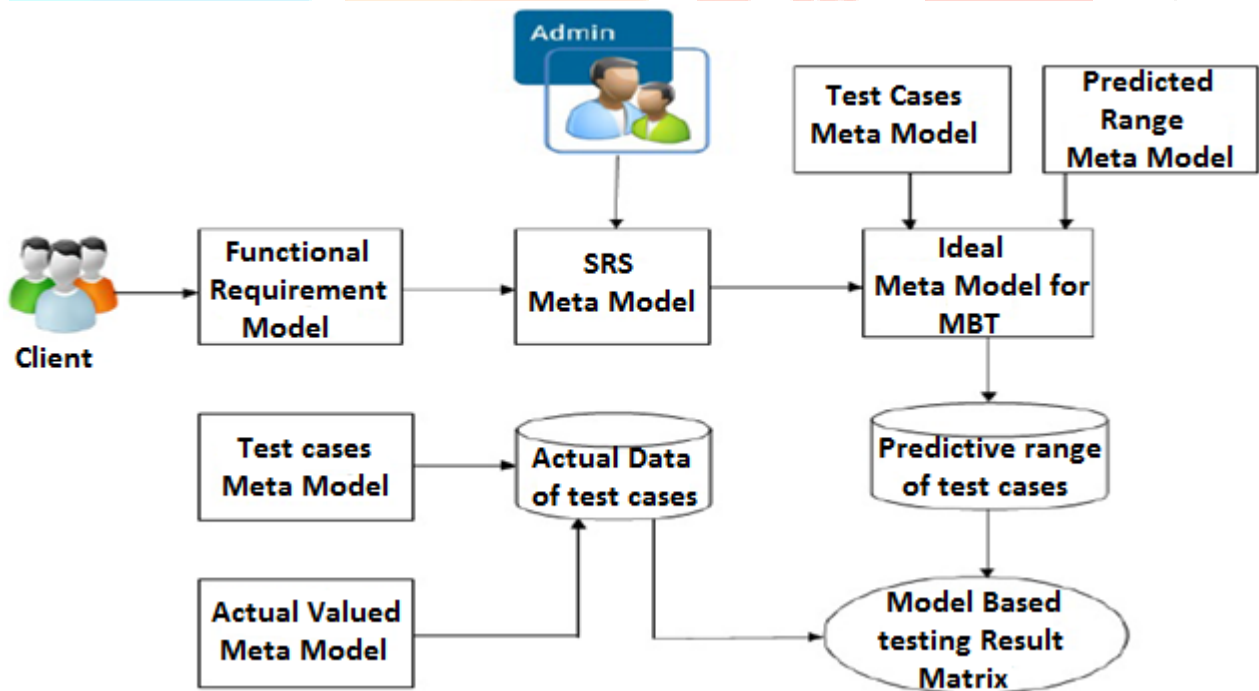 Admin
Test Cases
Meta Model
Predicted
Range
Meta Model
Client
Functional
Requirement
Model
SRS
Meta Model
Ideal
Meta Model for
MBT
Test cases
Meta Model
Actual Data
of test cases
Predictive range
of test cases
Actual Valued
Meta Model
Model Based
testing Result
Matrix